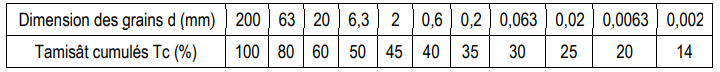 Dimension des grains d (mm) 200 63 20 6,3 2 0,6 0,2 0,063 0,02 0,0063 0,002
Tamisât cumulés Tc (%) 100 80 60 50 45 40 35 30 25 20 14